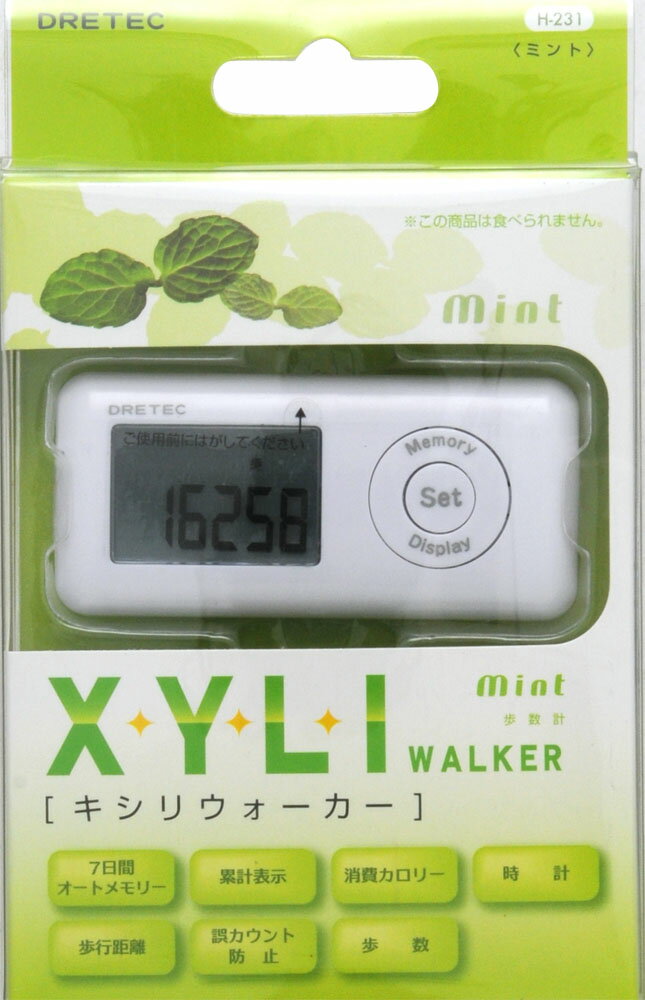 DRETEC
H-231
〈ミント〉
※この商品は食べられません。
mint
DRETEC
ご使用前にはがしてください
歩
16258
Memory
Set
Display
X・Y・L・I
mint
歩数計
WALKER
[キシリウォーカー]
7日間
オートメモリー
累計表示
消費カロリー
時計
歩行距離
誤カウント
防止
歩数